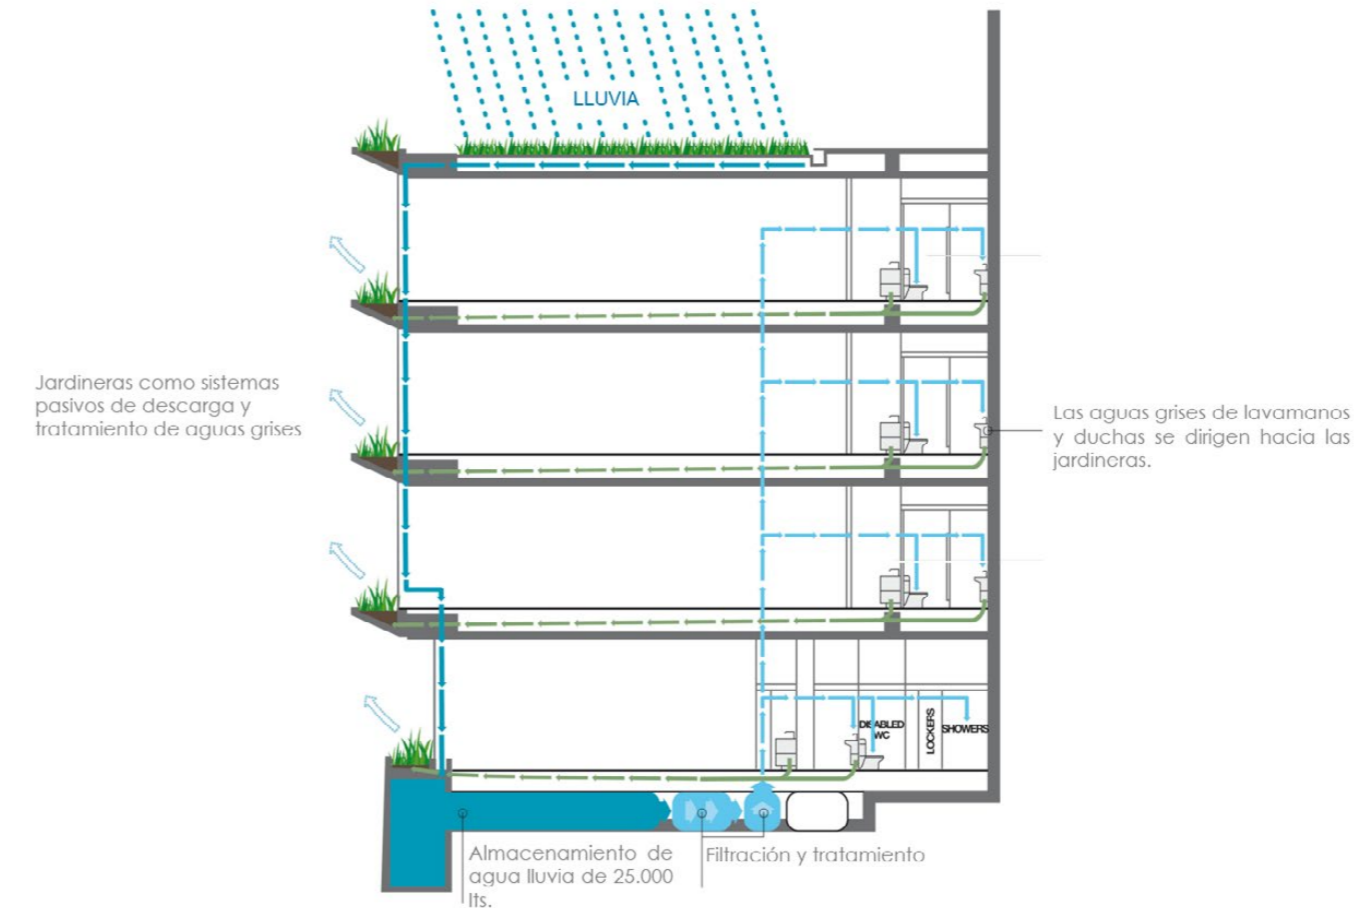 LLUVIA
Jardineras como sistemas
pasivos de descarga y
tratamiento de aguas grises
Las aguas grises de lavamanos
y duchas se dirigen hacia las
jardineras.
DISABLED
WC
LOCKERS
SHOWERS
Almacenamiento de
agua lluvia de 25.000
lts.
Filtración y tratamiento